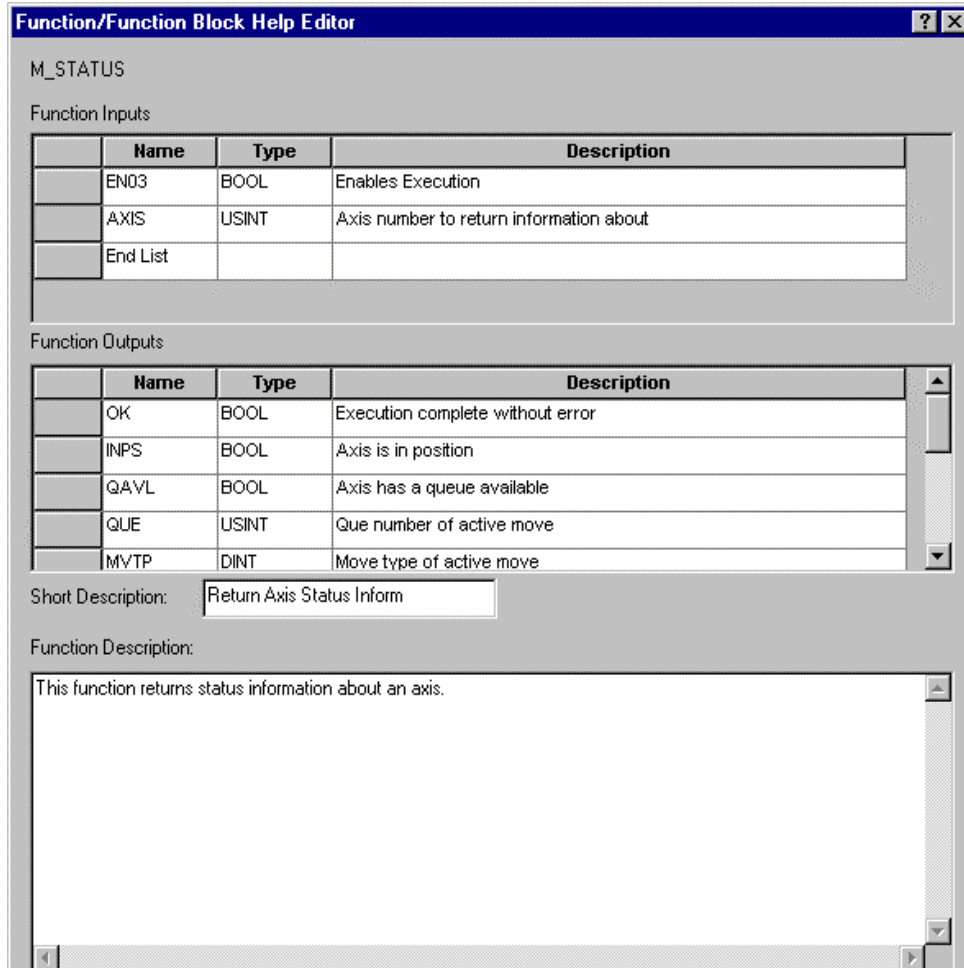 Function/Function Block Help Editor
M_STATUS
Function Inputs
Name Type Description
EN03 BOOL Enables Execution
AXIS USINT Axis number to return information about
End List
Function Outputs
Name Type Description
OK BOOL Execution complete without error
INPS BOOL Axis is in position
QAVL BOOL Axis has a queue available
QUE USINT Que number of active move
MVTP DINT Move type of active move
Short Description: Return Axis Status Inform
Function Description:
This function returns status information about an axis.